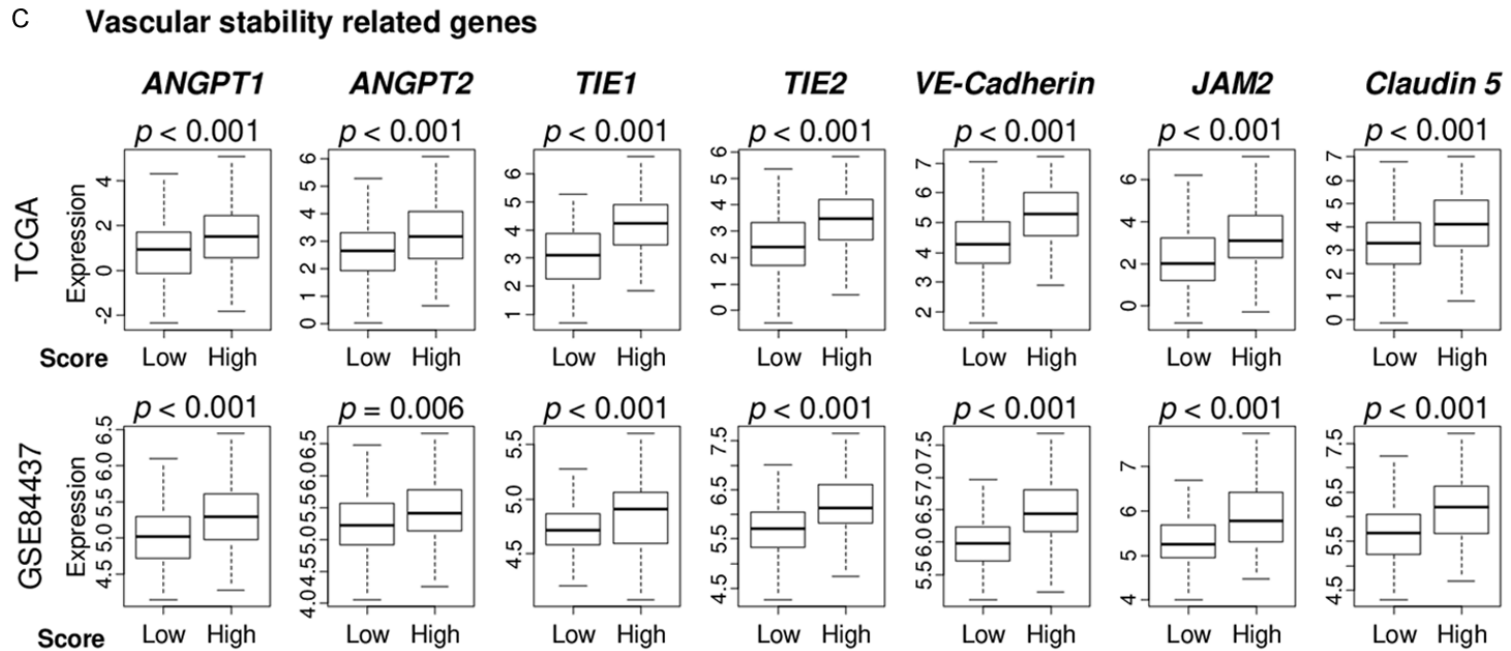 C Vascular stability related genes
ANGPT1 ANGPT2 TIE1 TIE2 VE-Cadherin JAM2 Claudin 5
p < 0.001 p < 0.001 p < 0.001 p < 0.001 p < 0.001 p < 0.001 p < 0.001
TCGA
Expression
-2 0 2 4
0 1 2 3 4 5 6
1 2 3 4 5 6
0 1 2 3 4 5 6
2 3 4 5 6 7
0 2 4 6
0 1 2 3 4 5 6 7
Score Low High Low High Low High Low High Low High Low High Low High
p < 0.001 p = 0.006 p < 0.001 p < 0.001 p < 0.001 p < 0.001 p < 0.001
GSE84437
Expression
4.5 5.0 5.5 6.0 6.5
4.0 4.5 5.0 5.5 6.0 6.5
4.5 5.0 5.5
4.5 5.5 6.5 7.5
5.5 6.0 6.5 7.0 7.5
4 5 6 7
4.5 5.5 6.5 7.5
Score Low High Low High Low High Low High Low High Low High Low High